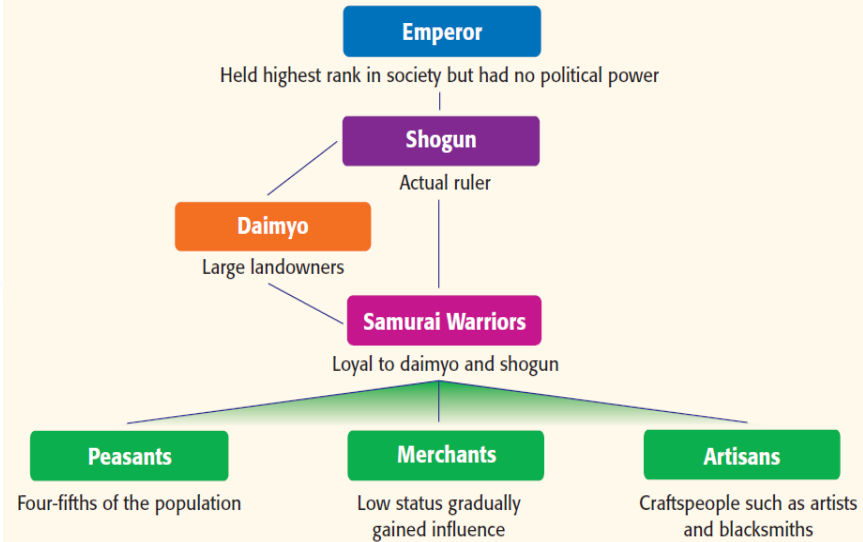 Emperor
Held highest rank in society but had no political power
Shogun
Actual ruler
Daimyo
Large landowners
Samurai Warriors
Loyal to daimyo and shogun
Peasants
Four-fifths of the population
Merchants
Low status gradually
gained influence
Artisans
Craftspeople such as artists
and blacksmiths